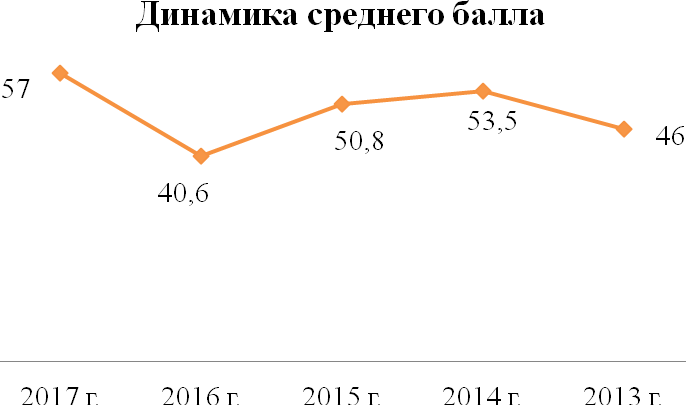 Динамика среднего балла
57
40,6
50,8
53,5
46
2017 г.
2016 г.
2015 г.
2014 г.
2013 г.